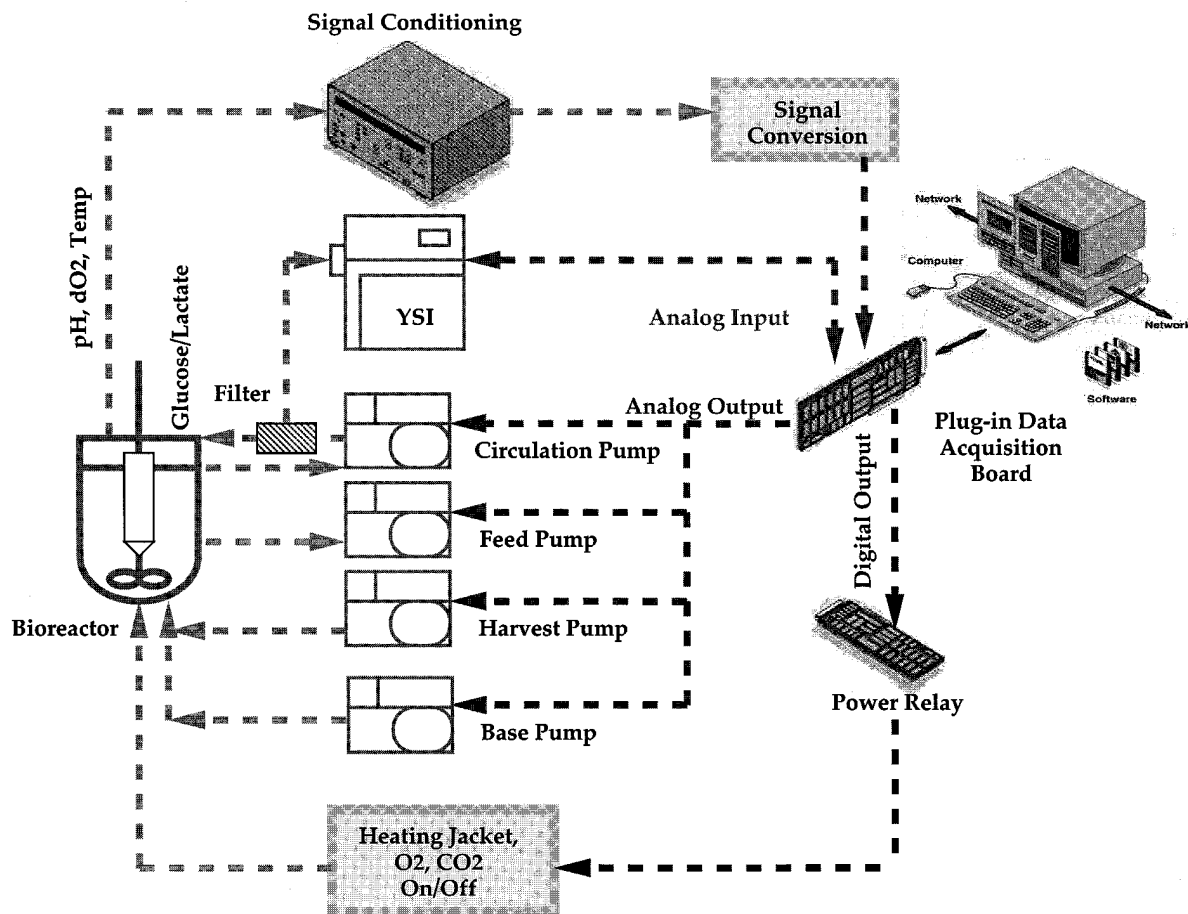 Signal Conditioning
Signal
Conversion
pH, dO2, Temp
Glucose/Lactate
YSI
Analog Input
Network
Computer
Network
Software
Filter
Analog Output
Circulation Pump
Plug-in Data
Acquisition
Board
Digital Output
Feed Pump
Bioreactor
Harvest Pump
Power Relay
Base Pump
Heating Jacket,
O2, CO2
On/Off